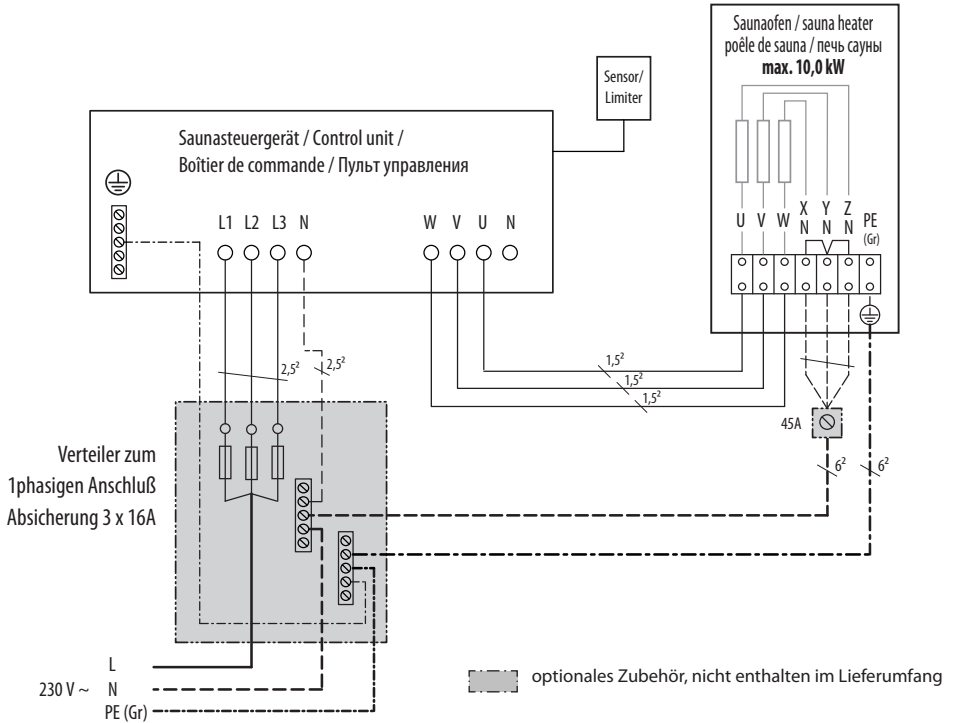 Saunaofen / sauna heater
poêle de sauna / печь сауны
max. 10,0 kW
Sensor/
Limiter
Saunasteuergerät / Control unit /
Boîtier de commande / Пульт управления
L1 L2 L3 N
W V U N
U V W X Y Z PE
N N N (Gr)
2,5²
2,5²
1,5²
1,5²
1,5²
45A
6²
6²
Verteiler zum
1phasigen Anschluß
Absicherung 3 x 16A
L
230 V ~ N
PE (Gr)
optionales Zubehör, nicht enthalten im Lieferumfang